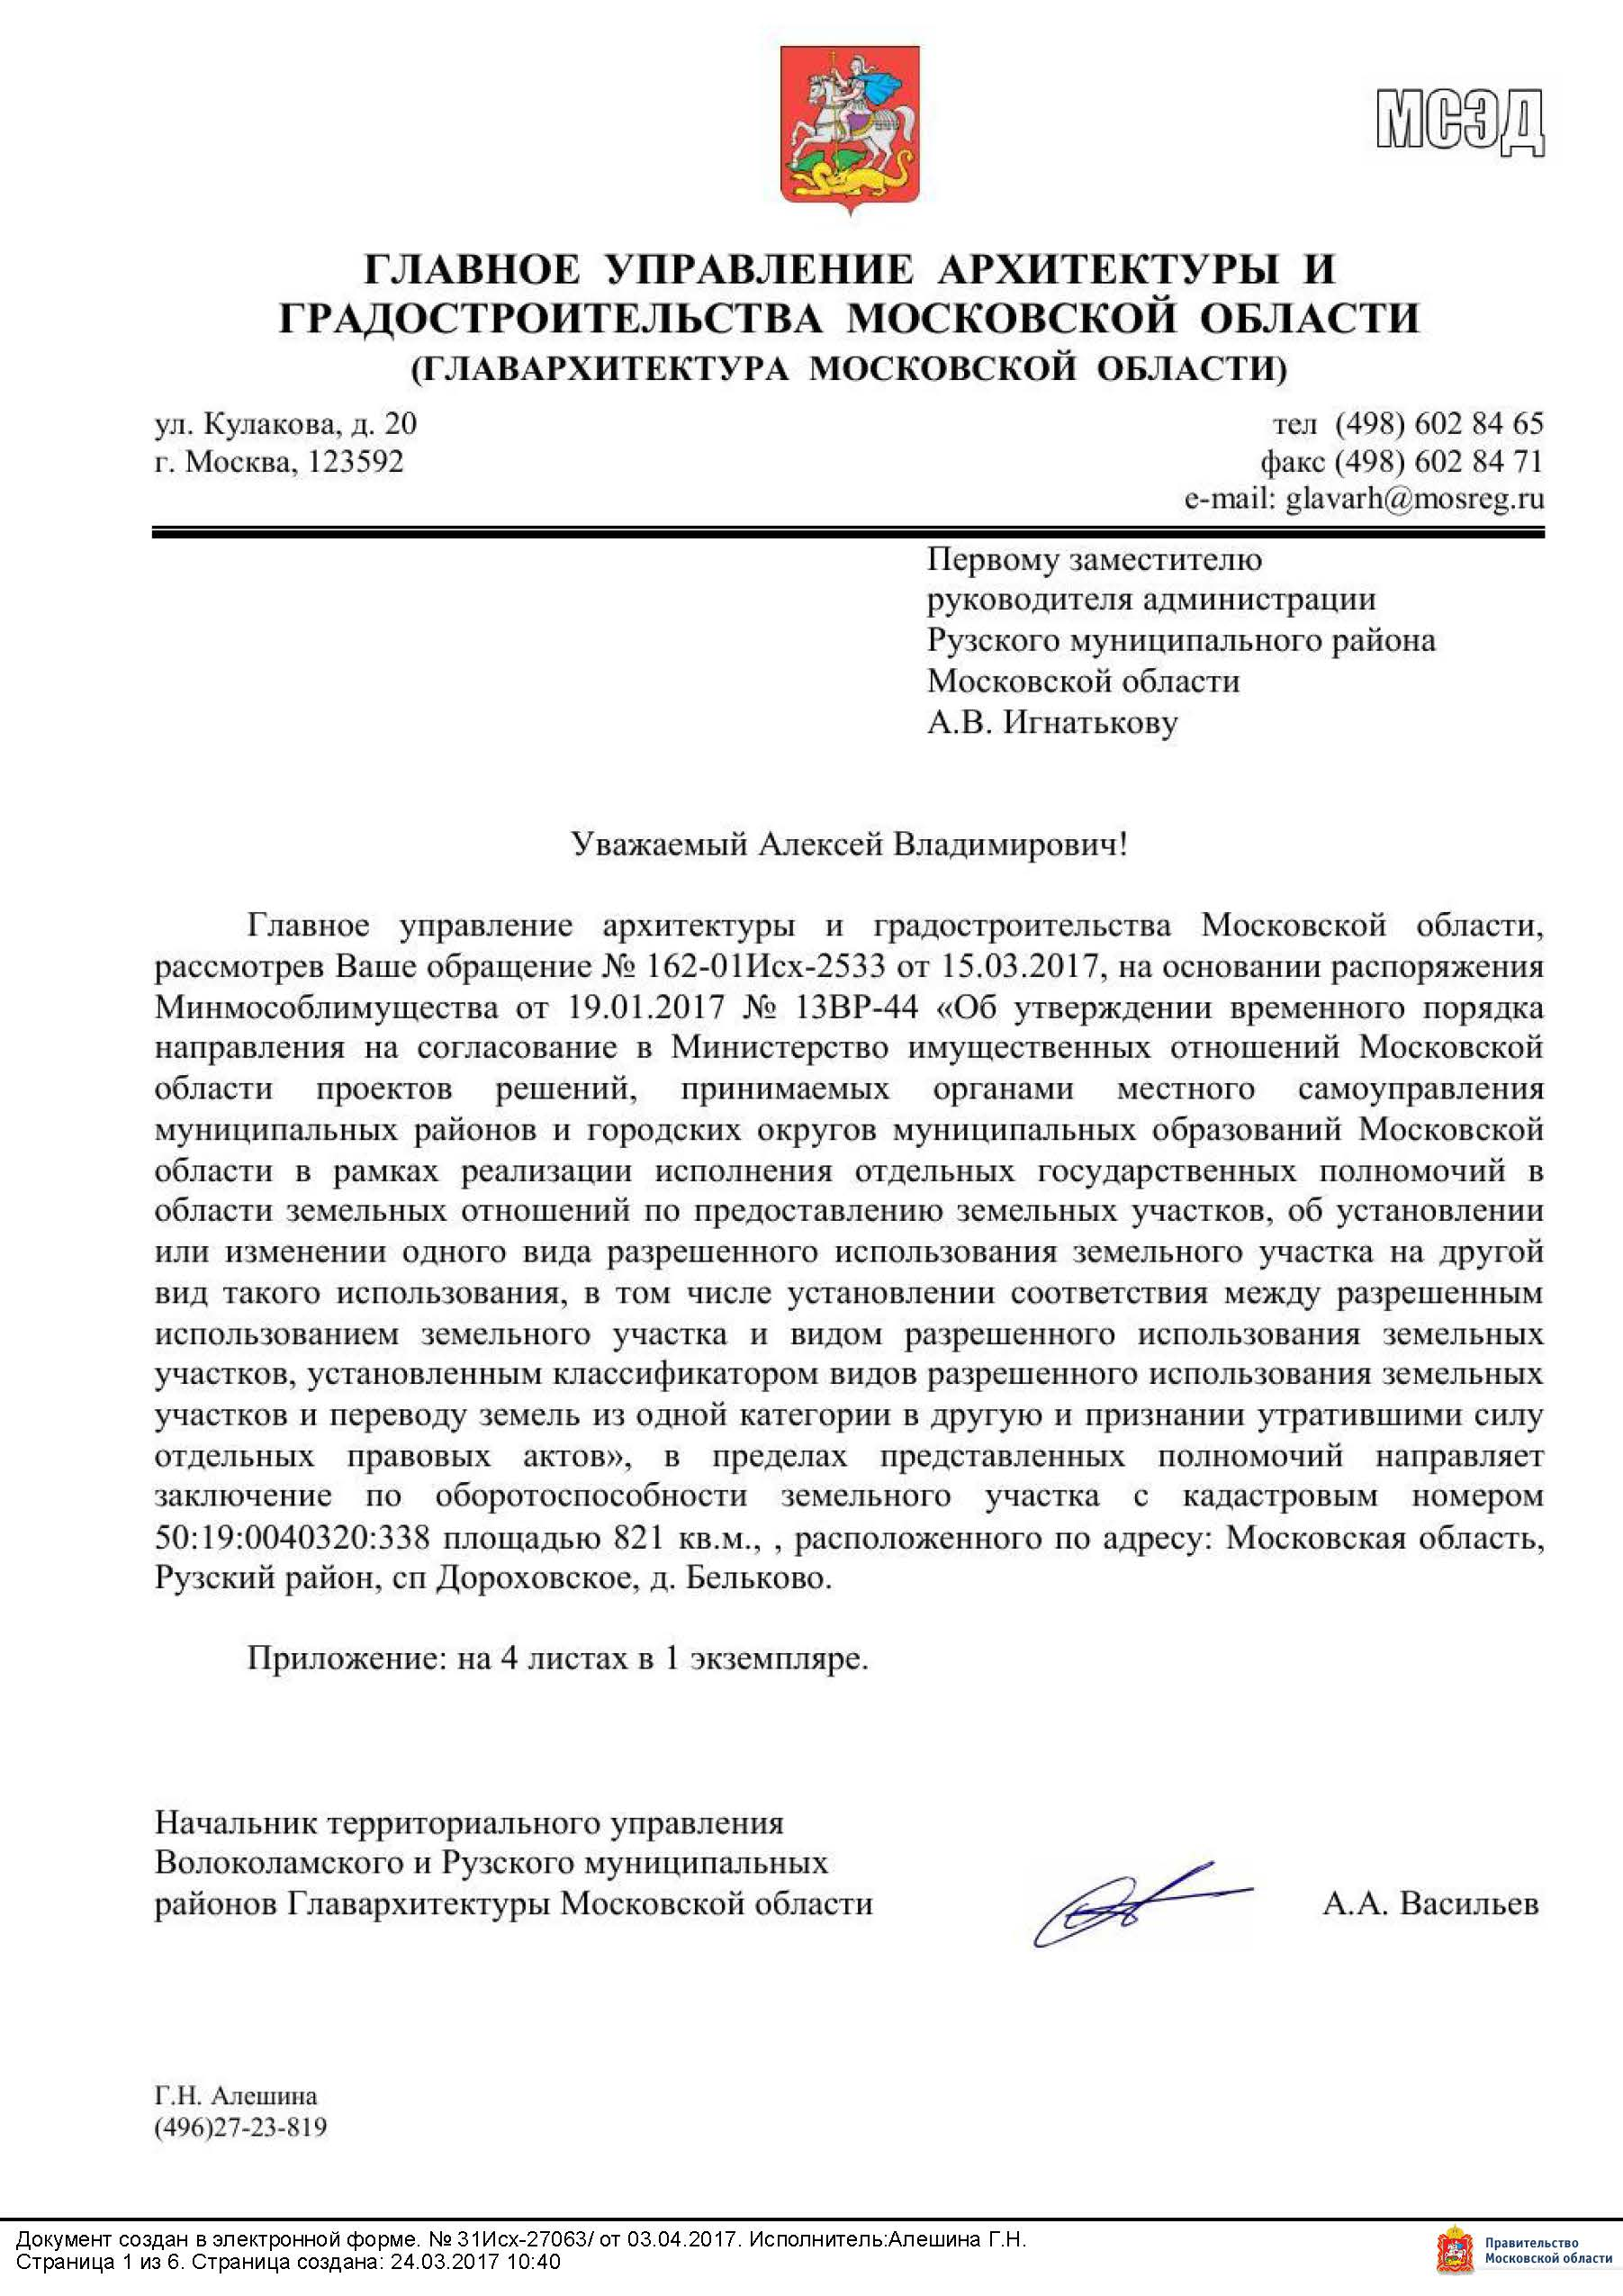 МСЭД
ГЛАВНОЕ УПРАВЛЕНИЕ АРХИТЕКТУРЫ И
ГРАДОСТРОИТЕЛЬСТВА МОСКОВСКОЙ ОБЛАСТИ
(ГЛАВАРХИТЕКТУРА МОСКОВСКОЙ ОБЛАСТИ)
ул. Кулакова, д. 20
г. Москва, 123592
тел (498) 602 84 65
факс (498) 602 84 71
e-mail: glavarh@mosreg.ru
Первому заместителю
руководителя администрации
Рузского муниципального района
Московской области
А.В. Игнатькову
Уважаемый Алексей Владимирович!
Главное управление архитектуры и градостроительства Московской области,
рассмотрев Ваше обращение № 162-01Исх-2533 от 15.03.2017, на основании распоряжения
Минмособлимущества от 19.01.2017 № 13ВР-44 «Об утверждении временного порядка
направления на согласование в Министерство имущественных отношений Московской
области проектов решений, принимаемых органами местного самоуправления
муниципальных районов и городских округов муниципальных образований Московской
области в рамках реализации исполнения отдельных государственных полномочий в
области земельных отношений по предоставлению земельных участков, об установлении
или изменении одного вида разрешенного использования земельного участка на другой
вид такого использования, в том числе установлении соответствия между разрешенным
использованием земельного участка и видом разрешенного использования земельных
участков, установленным классификатором видов разрешенного использования земельных
участков и переводу земель из одной категории в другую и признании утратившими силу
отдельных правовых актов», в пределах представленных полномочий направляет
заключение по оборотоспособности земельного участка с кадастровым номером
50:19:0040320:338 площадью 821 кв.м., , расположенного по адресу: Московская область,
Рузский район, сп Дороховское, д. Бельково.
Приложение: на 4 листах в 1 экземпляре.
Начальник территориального управления
Волоколамского и Рузского муниципальных
районов Главархитектуры Московской области
А.А. Васильев
Г.Н. Алешина
(496)27-23-819
Документ создан в электронной форме. № 31Исх-27063/ от 03.04.2017. Исполнитель:Алешина Г.Н.
Страница 1 из 6. Страница создана: 24.03.2017 10:40
Правительство
Московской области